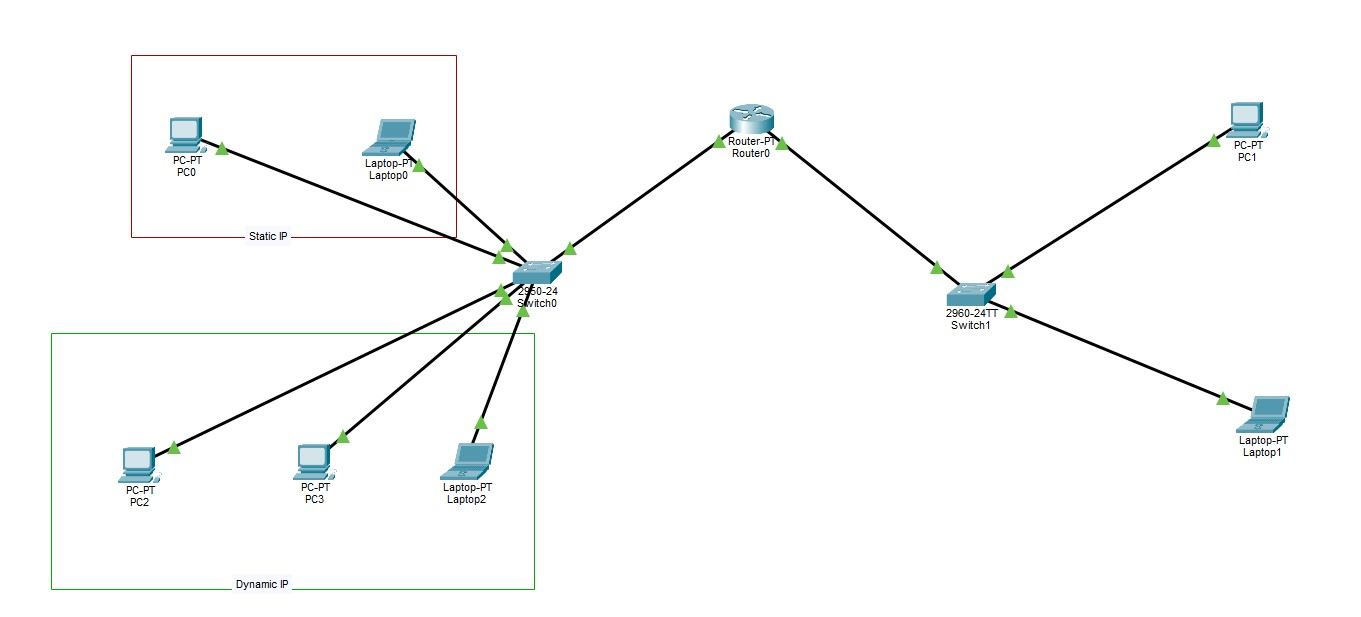 PC-PT
PC0
Laptop-PT
Laptop0
Static IP
Router-PT
Router0
PC-PT
PC1
2950-24
Switch0
2960-24TT
Switch1
PC-PT
PC2
PC-PT
PC3
Laptop-PT
Laptop2
Laptop-PT
Laptop1
Dynamic IP